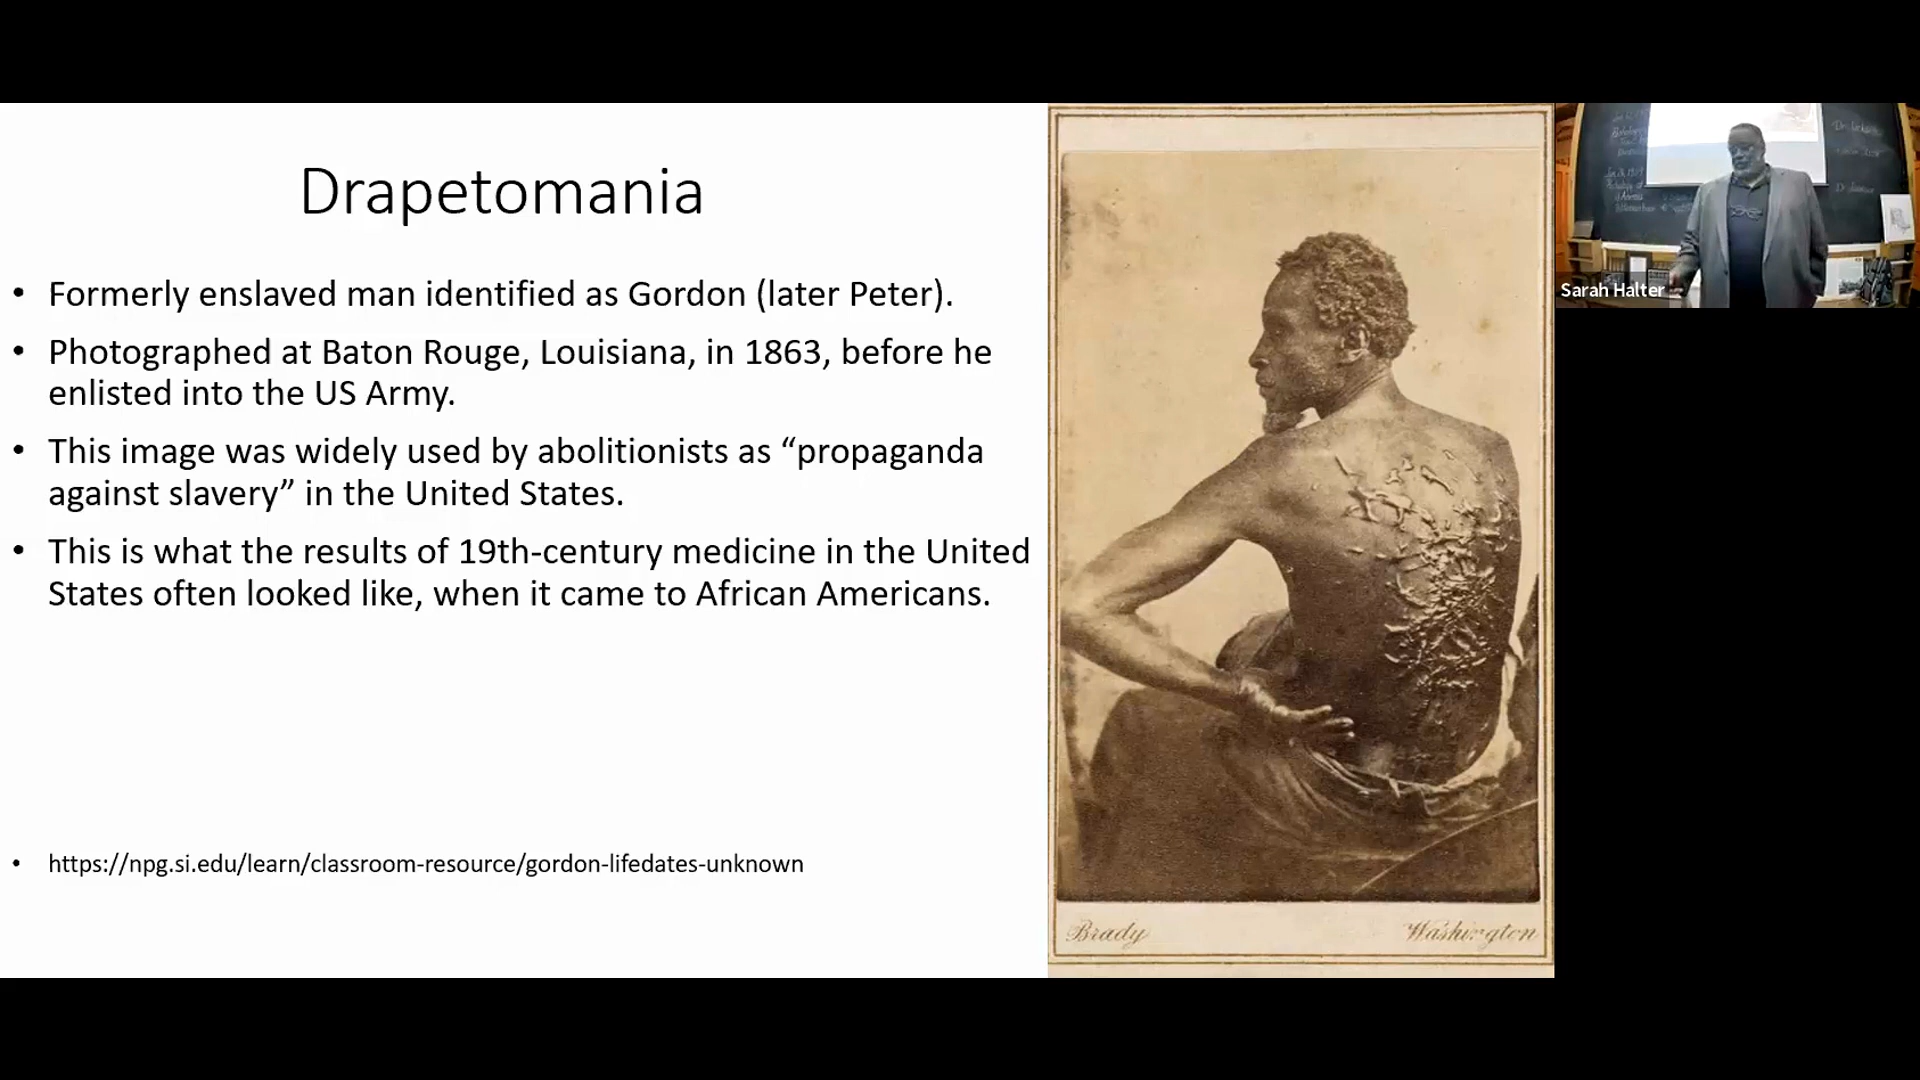 Drapetomania
• Formerly enslaved man identified as Gordon (later Peter).
• Photographed at Baton Rouge, Louisiana, in 1863, before he
enlisted into the US Army.
• This image was widely used by abolitionists as “propaganda
against slavery” in the United States.
• This is what the results of 19th-century medicine in the United
States often looked like, when it came to African Americans.
• https://npg.si.edu/learn/classroom-resource/gordon-lifedates-unknown
Brady Washington
Sarah Halter